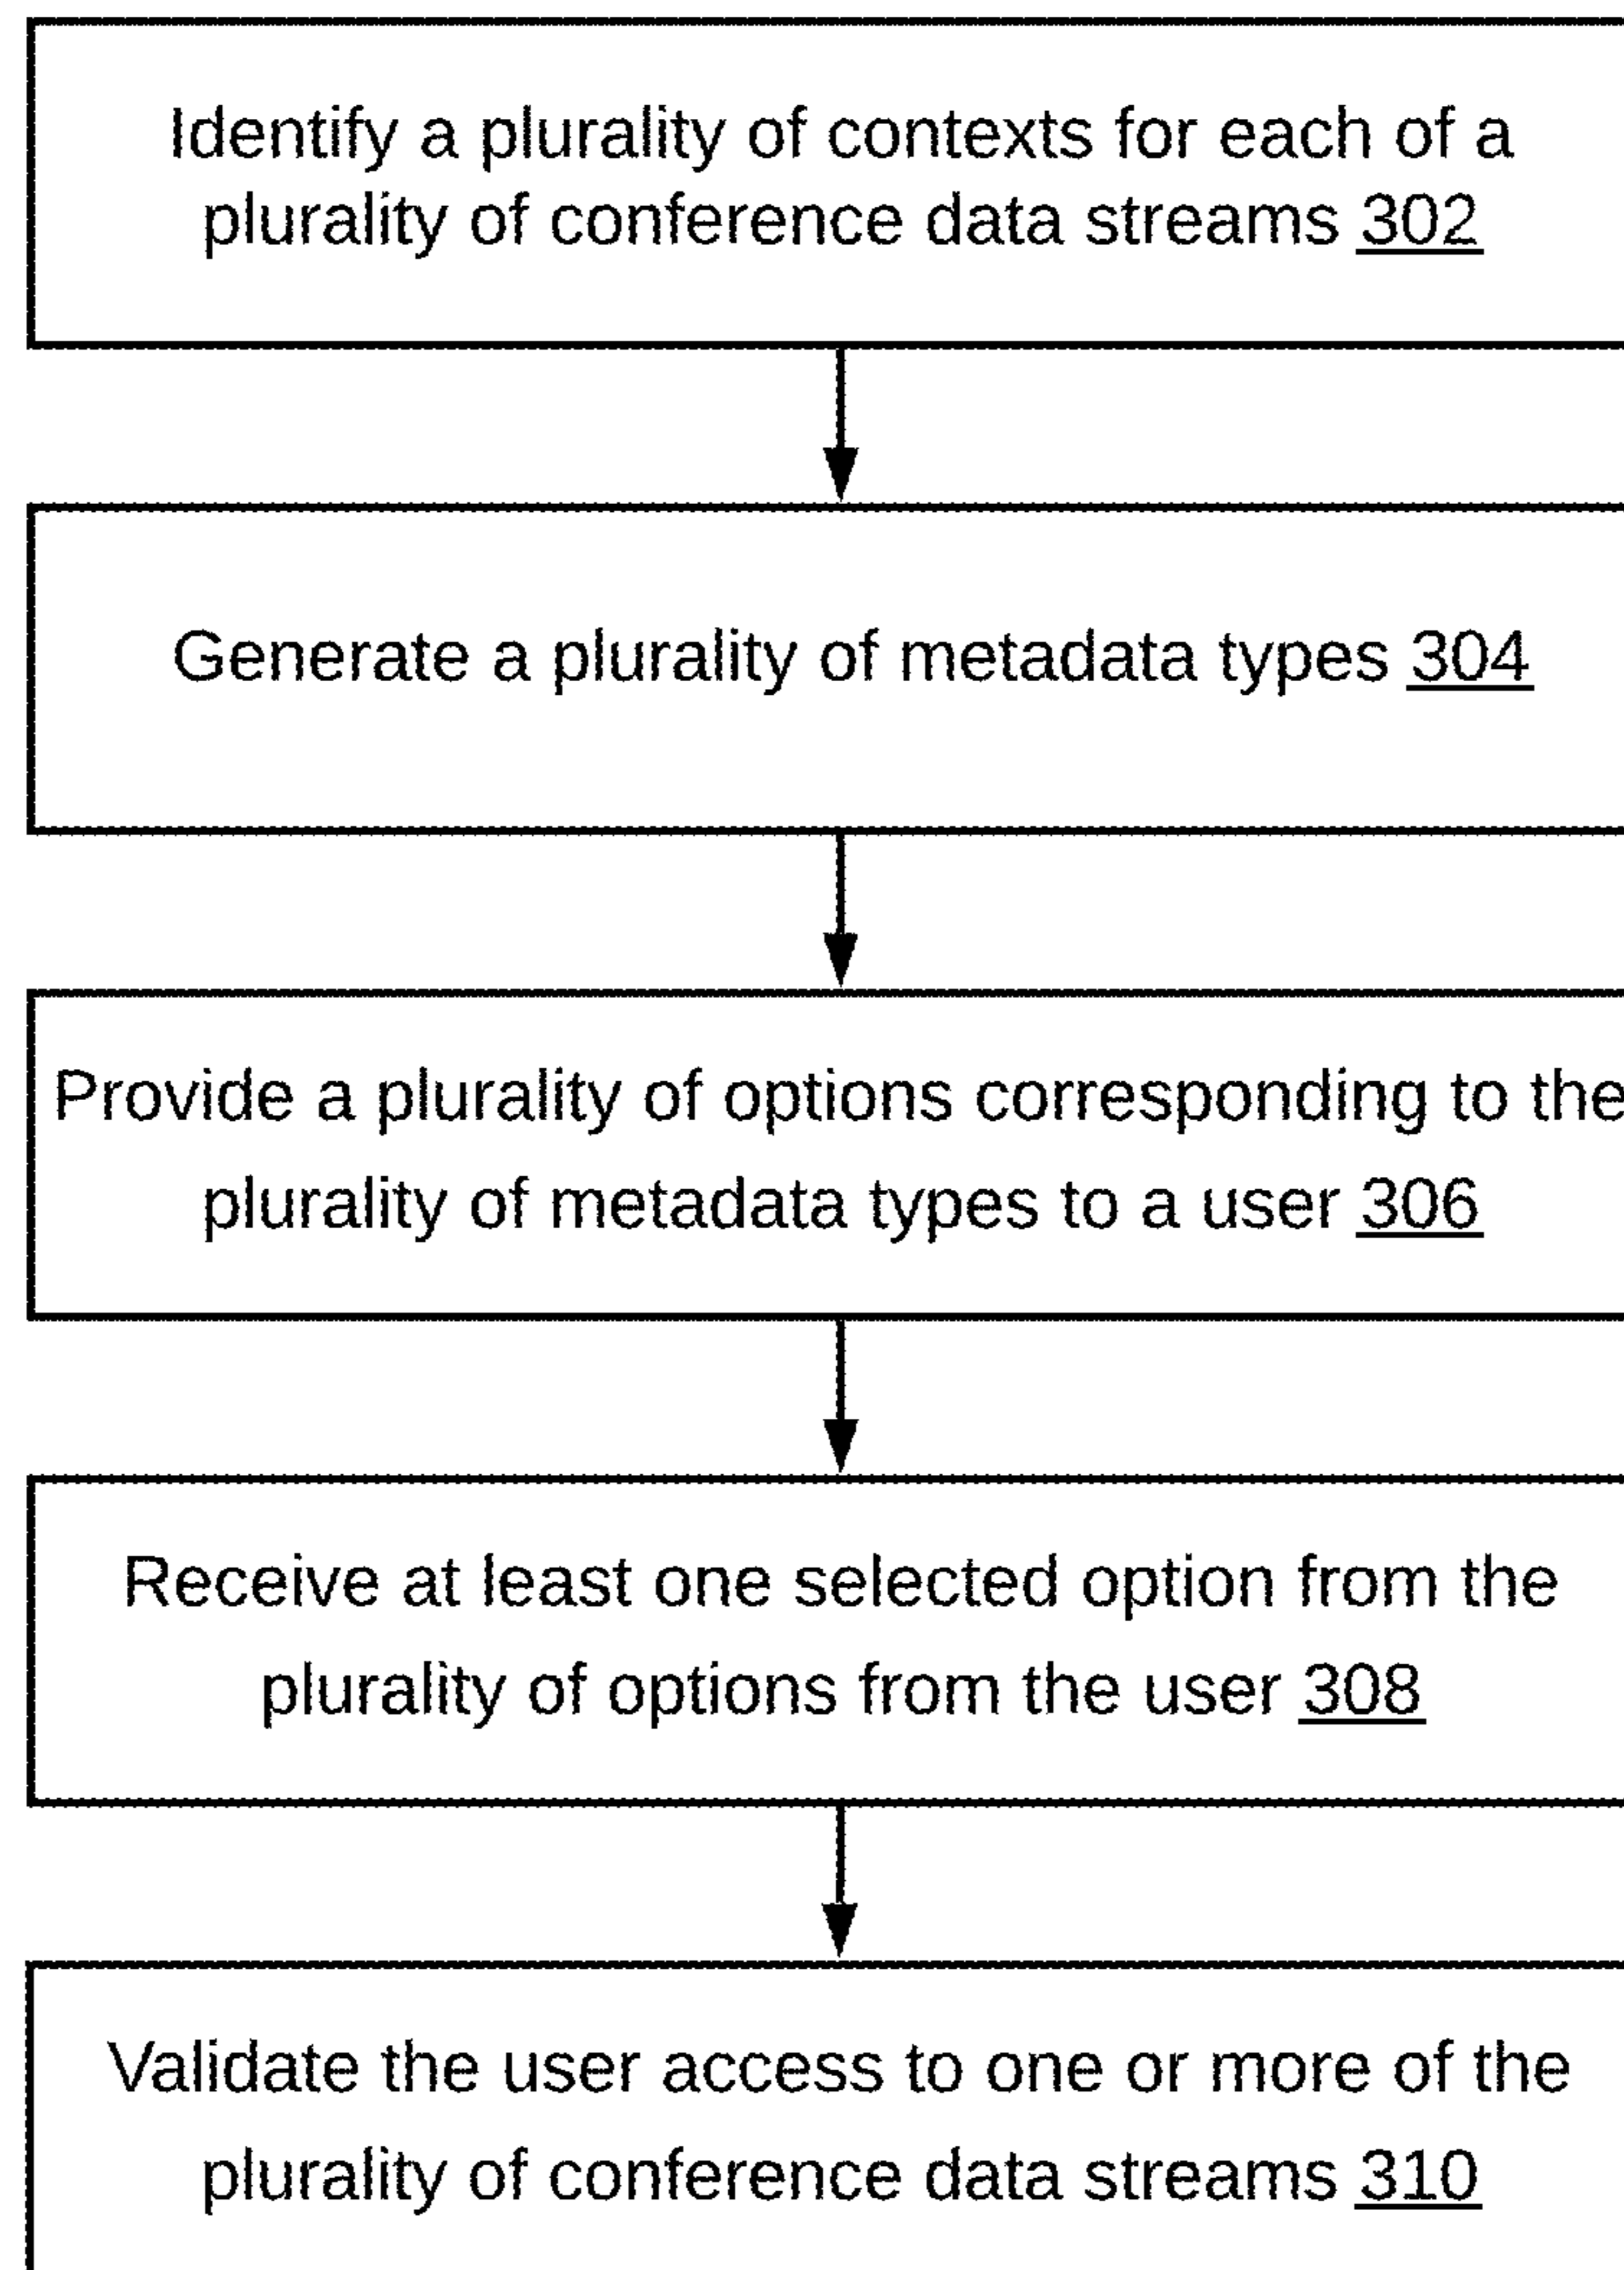 Identify a plurality of contexts for each of a
plurality of conference data streams 302
Generate a plurality of metadata types 304
Provide a plurality of options corresponding to the
plurality of metadata types to a user 306
Receive at least one selected option from the
plurality of options from the user 308
Validate the user access to one or more of the
plurality of conference data streams 310